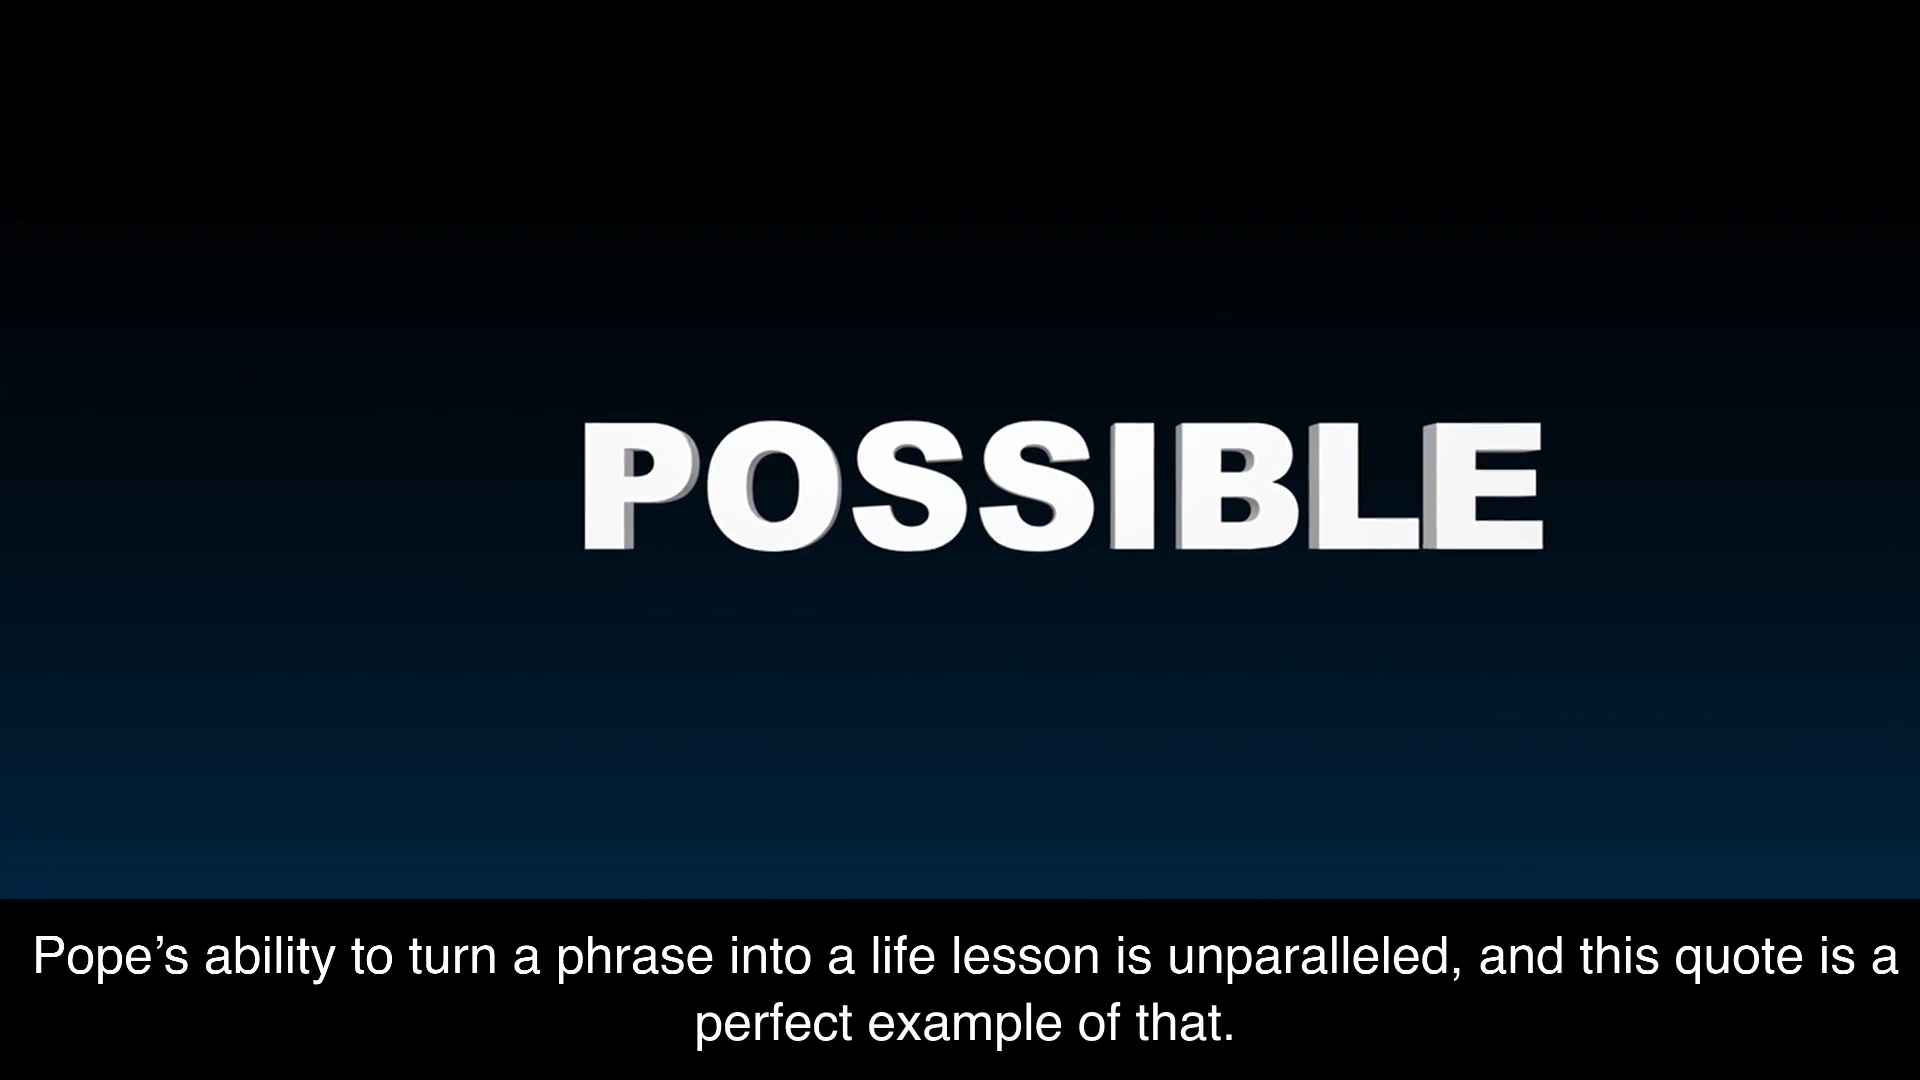 POSSIBLE
Pope’s ability to turn a phrase into a life lesson is unparalleled, and this quote is a
perfect example of that.